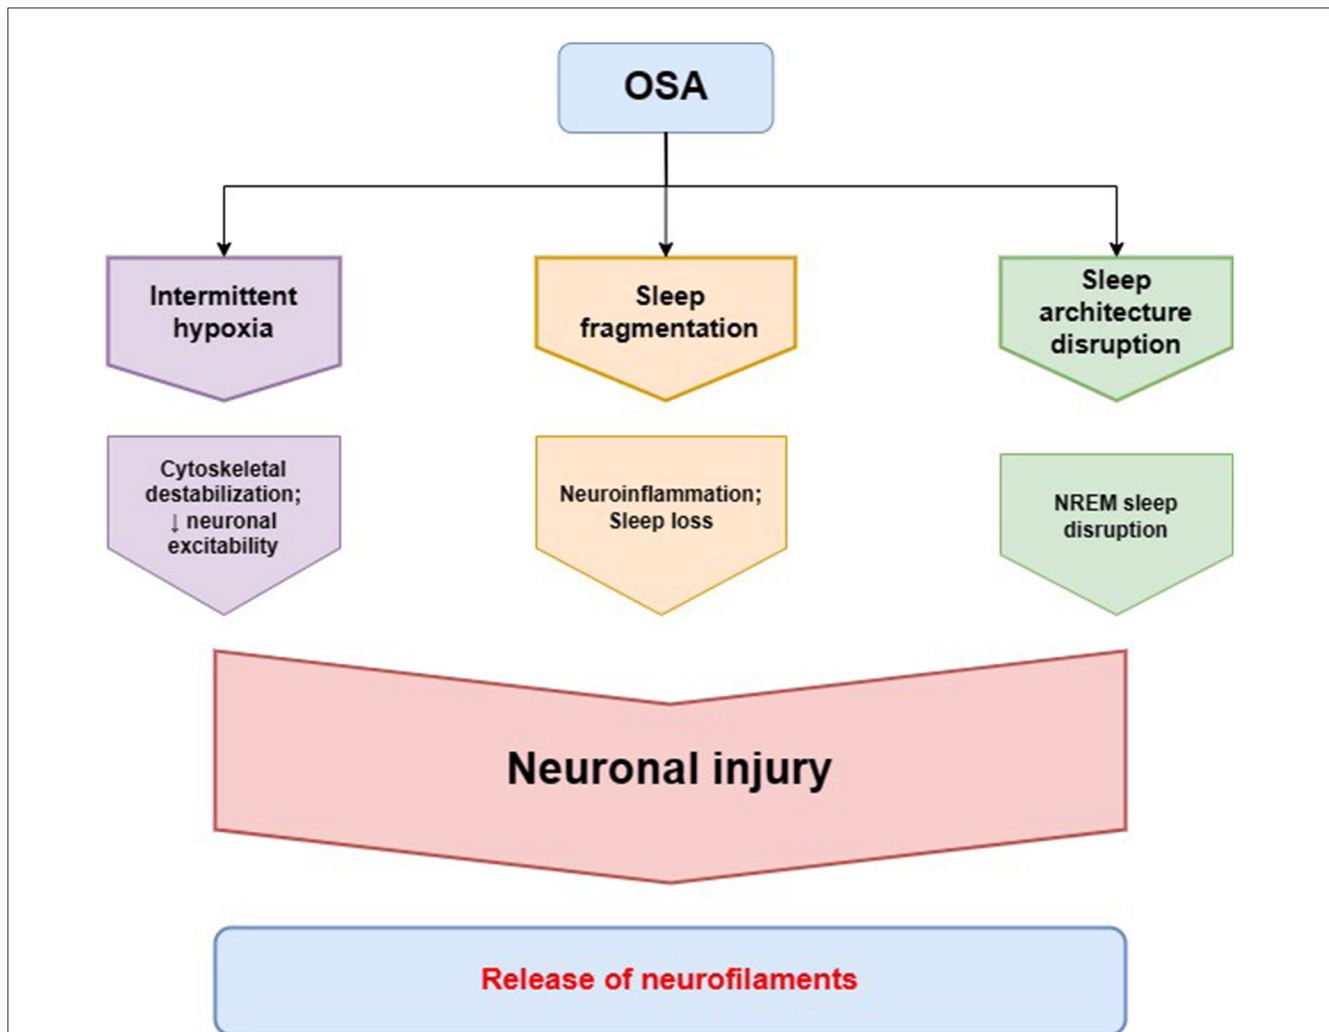 OSA
Intermittent
hypoxia
Sleep
fragmentation
Sleep
architecture
disruption
Cytoskeletal
destabilization;
↓ neuronal
excitability
Neuroinflammation;
Sleep loss
NREM sleep
disruption
Neuronal injury
Release of neurofilaments